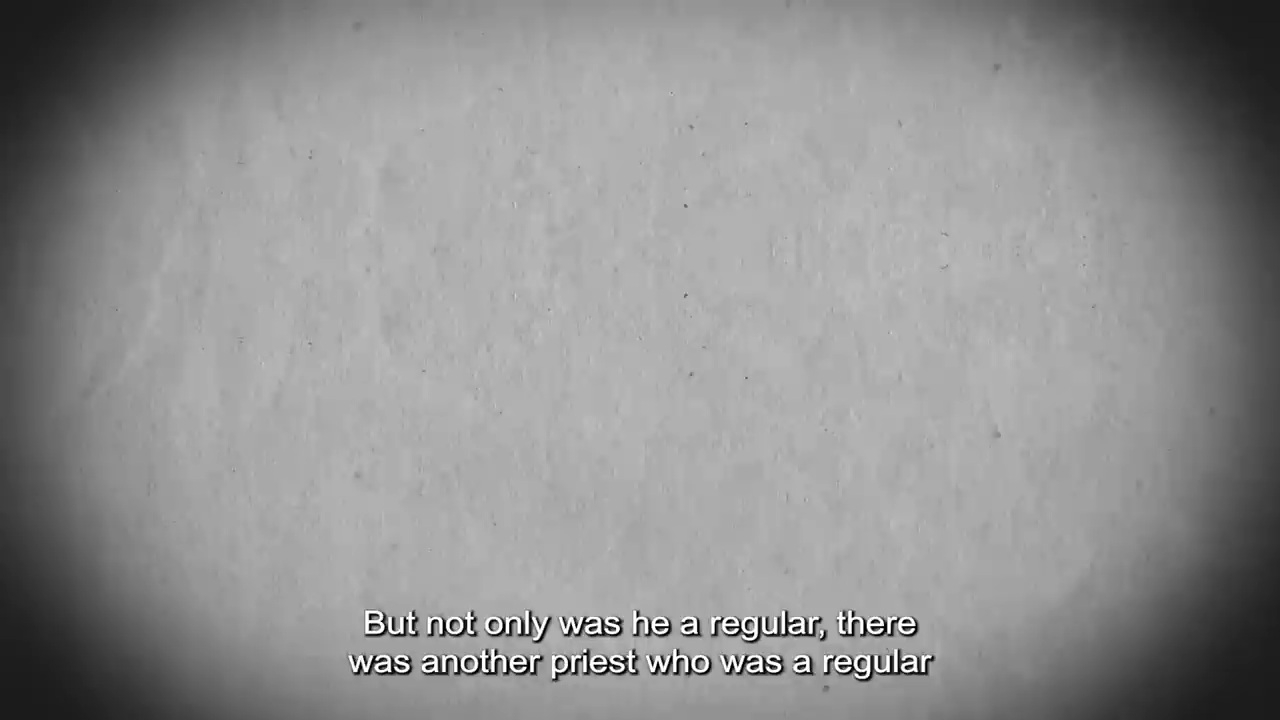 But not only was he a regular, there
was another priest who was a regular